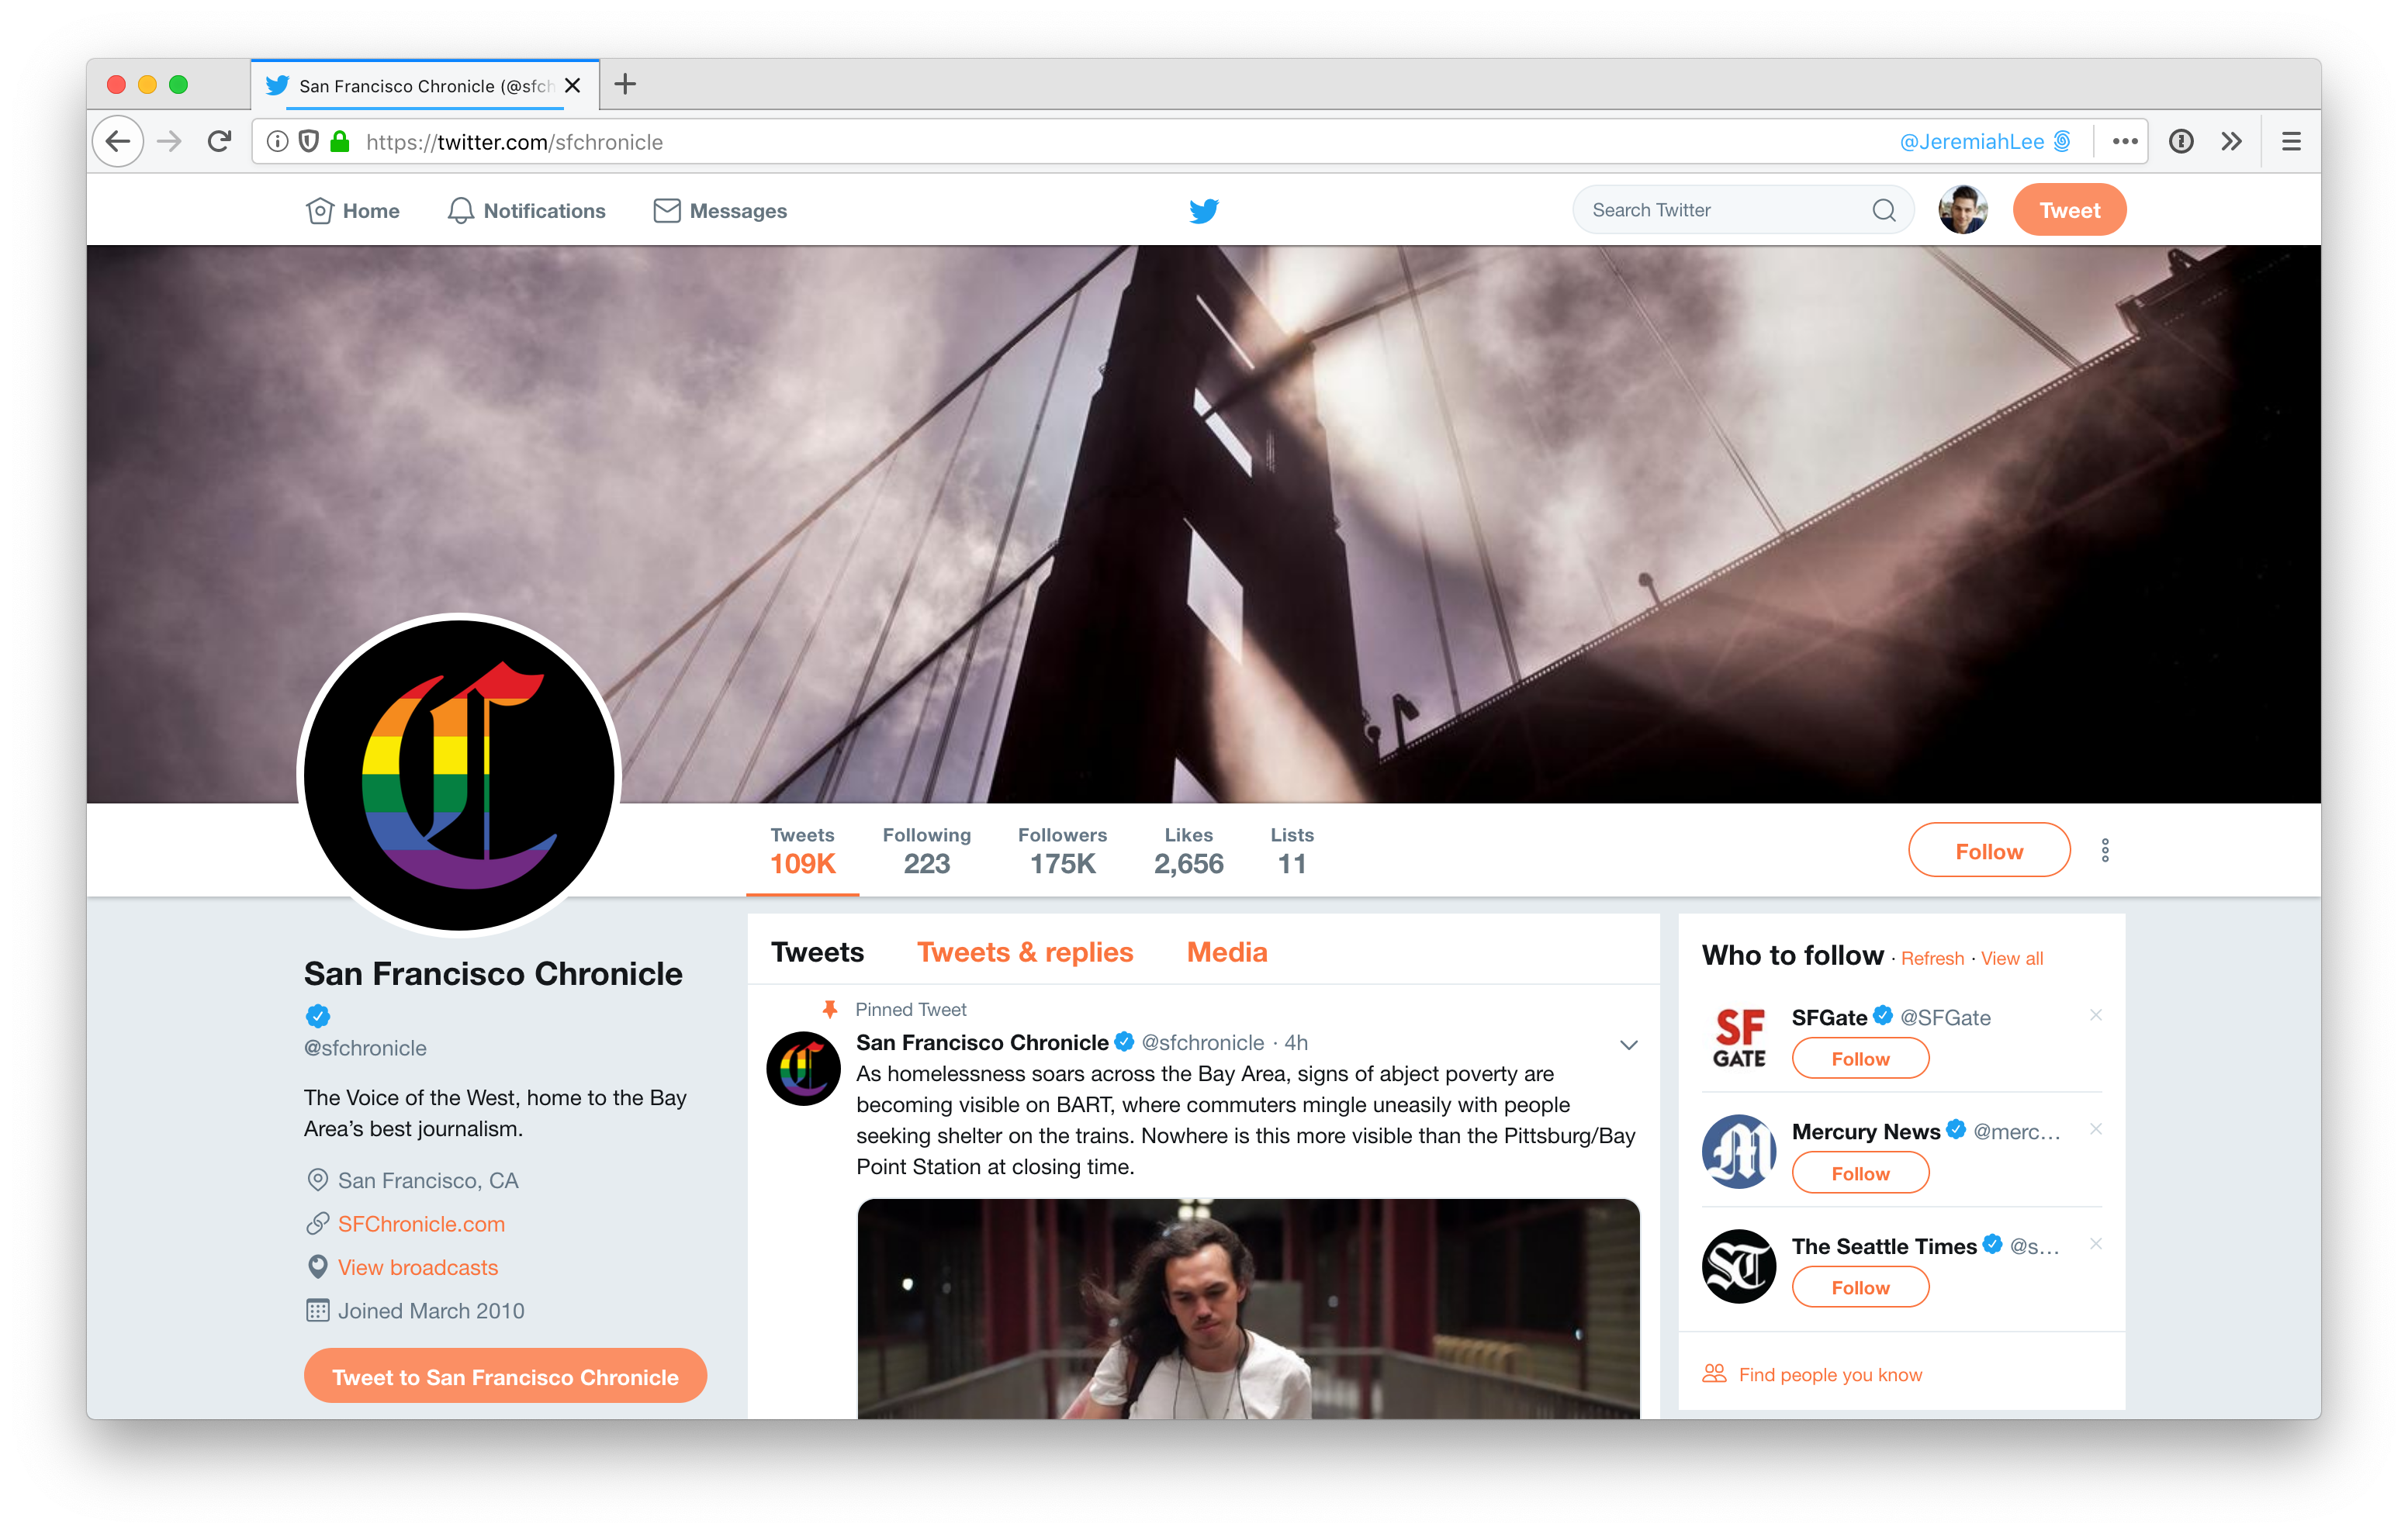 San Francisco Chronicle (@sfch
https://twitter.com/sfchronicle
@JeremiahLee
Home
Notifications
Messages
Search Twitter
Tweet
Tweets
109K
Following
223
Followers
175K
Likes
2,656
Lists
11
Follow
San Francisco Chronicle
@sfchronicle
The Voice of the West, home to the Bay
Area’s best journalism.
San Francisco, CA
SFChronicle.com
View broadcasts
Joined March 2010
Tweet to San Francisco Chronicle
Tweets
Tweets & replies
Media
Pinned Tweet
San Francisco Chronicle @sfchronicle · 4h
As homelessness soars across the Bay Area, signs of abject poverty are
becoming visible on BART, where commuters mingle uneasily with people
seeking shelter on the trains. Nowhere is this more visible than the Pittsburg/Bay
Point Station at closing time.
Who to follow · Refresh · View all
SF
GATE
SFGate @SFGate
Follow
Mercury News @merc…
Follow
The Seattle Times @s…
Follow
Find people you know